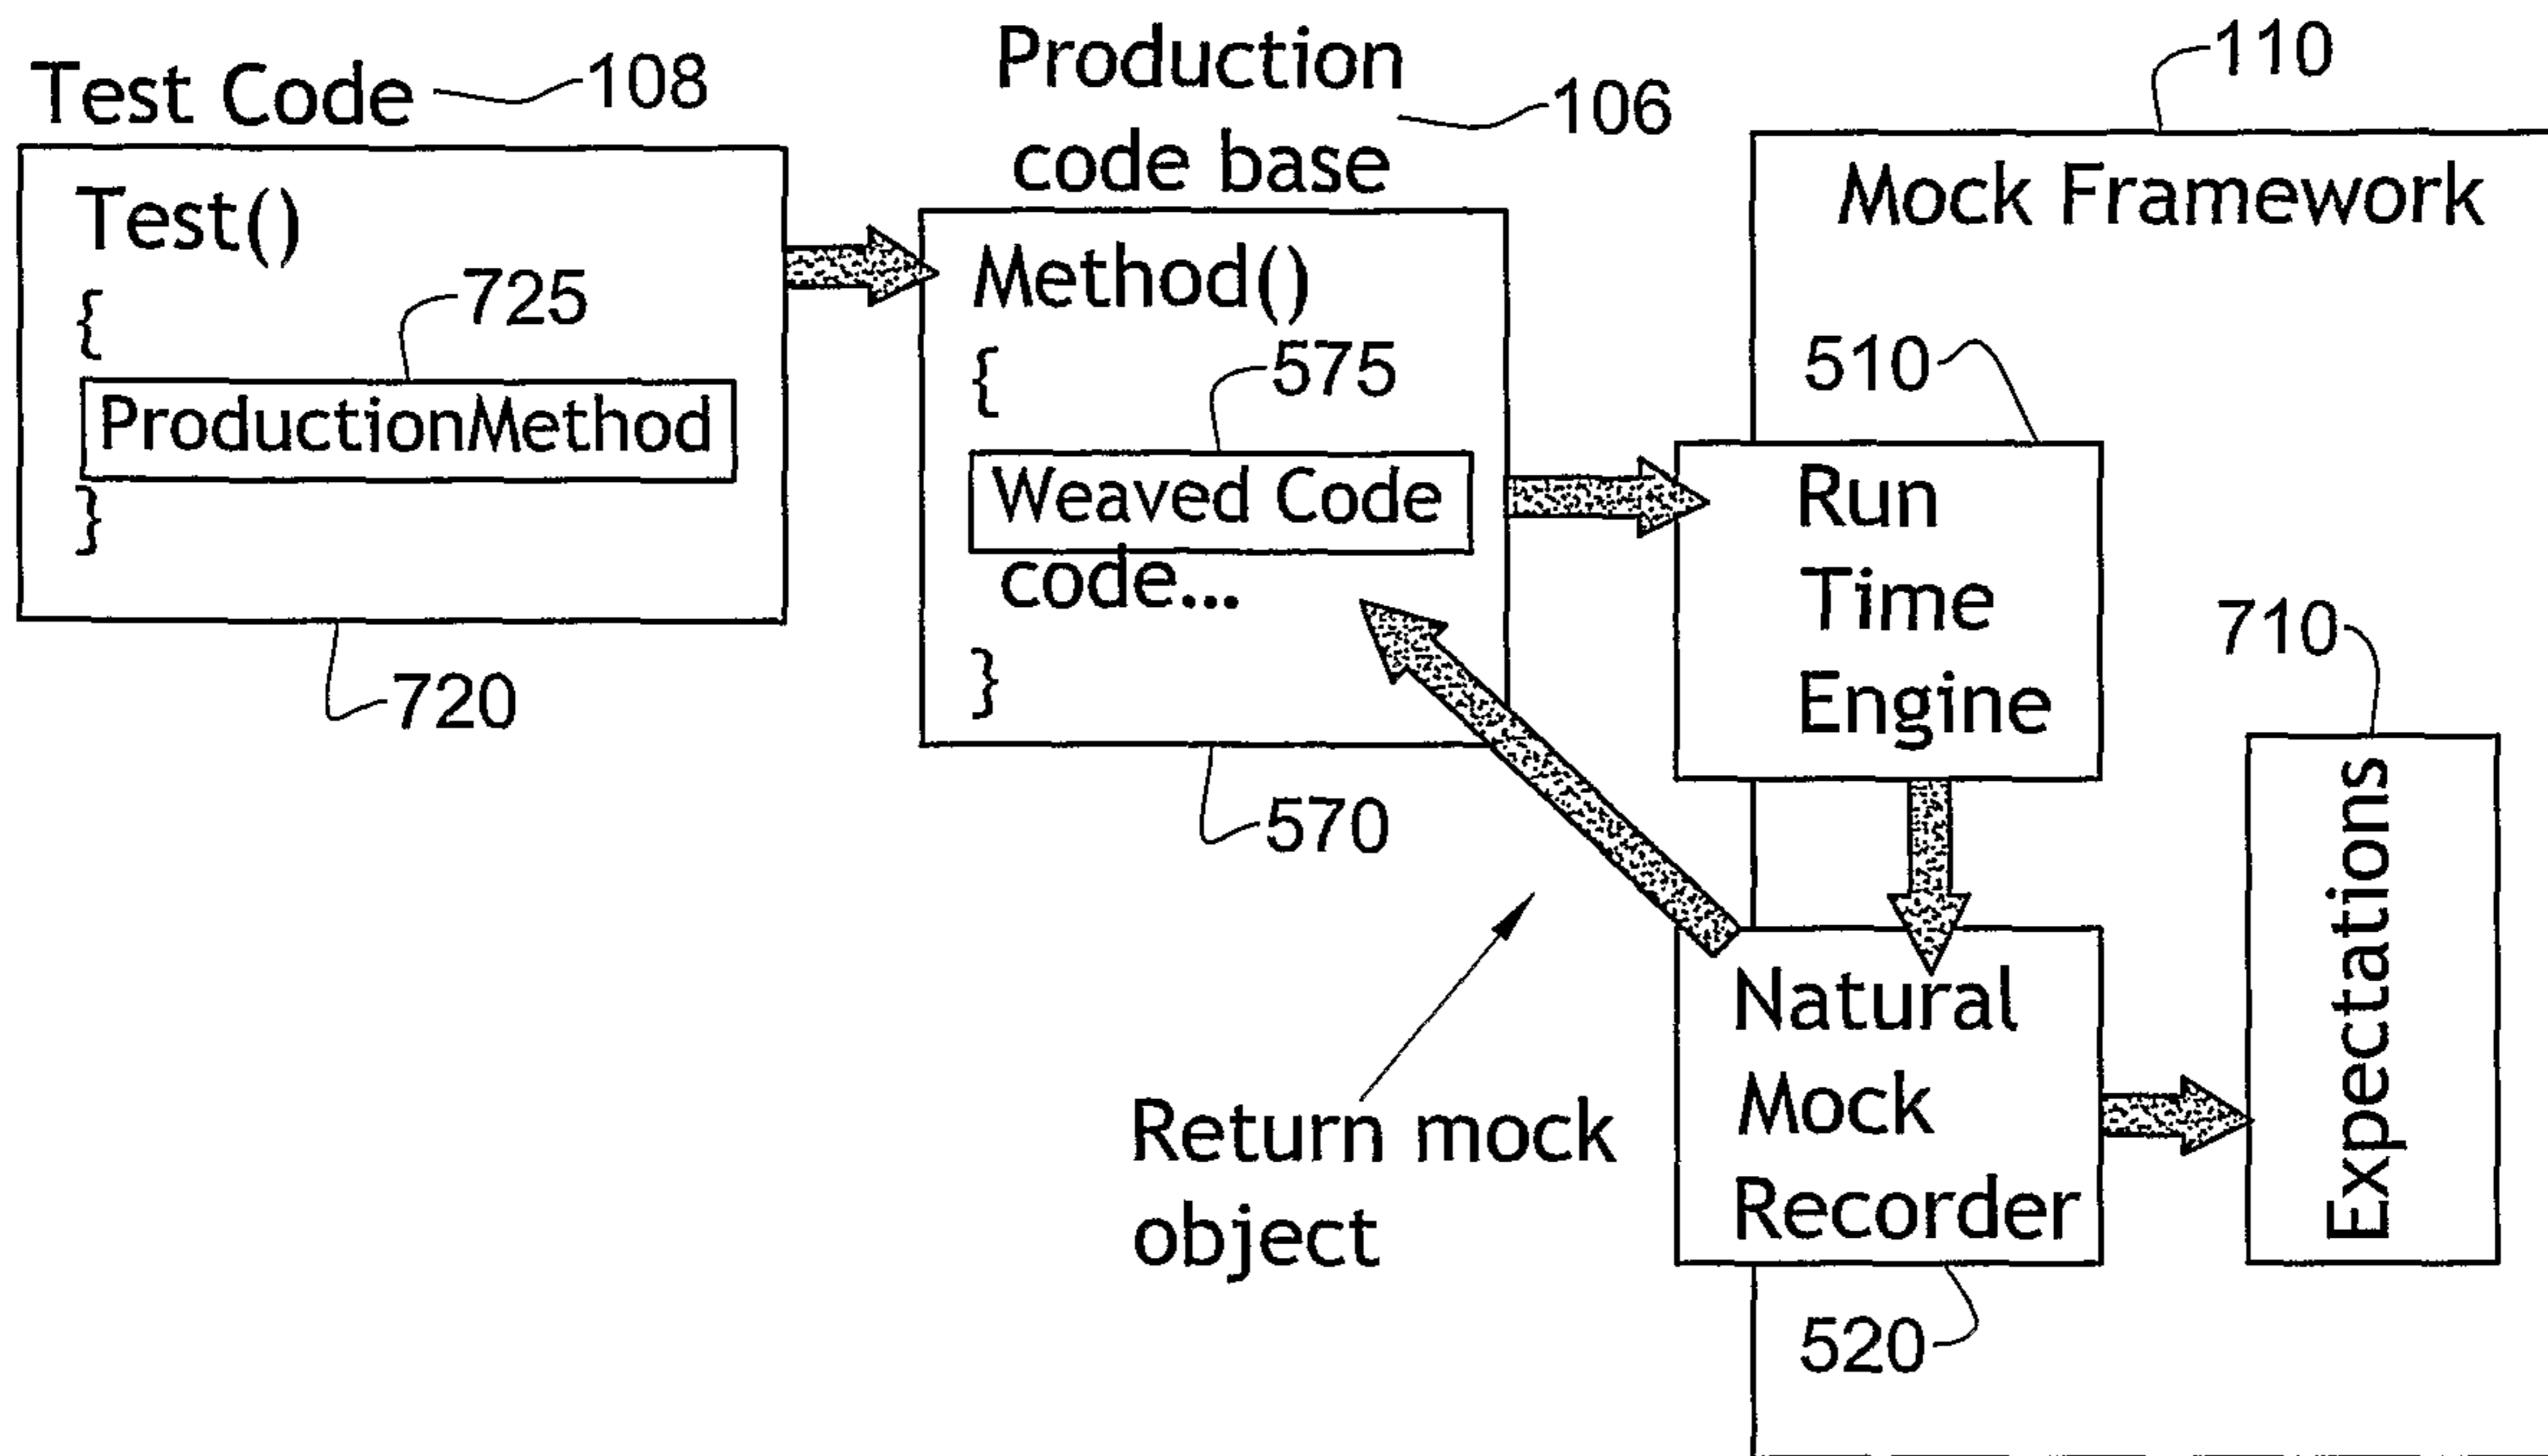 Test Code 108
Test()
{
725
ProductionMethod
}
720
Production
code base
106
Method()
{
575
Weaved Code
code...
}
570
110
Mock Framework
510
Run
Time
Engine
710
Expectations
Natural
Mock
Recorder
520
Return mock
object